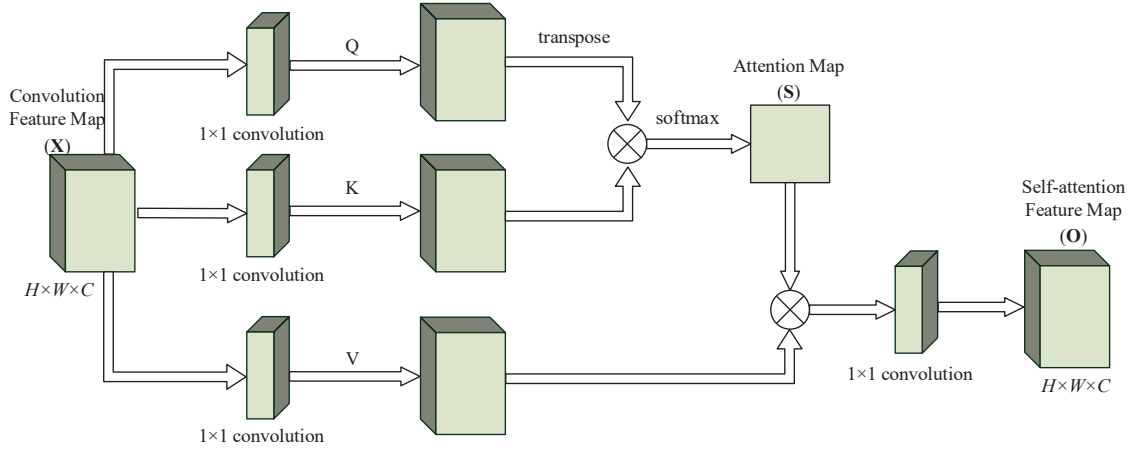 Convolution
Feature Map
(X)
H×W×C
Q
1×1 convolution
K
1×1 convolution
V
1×1 convolution
transpose
softmax
Attention Map
(S)
1×1 convolution
Self-attention
Feature Map
(O)
H×W×C